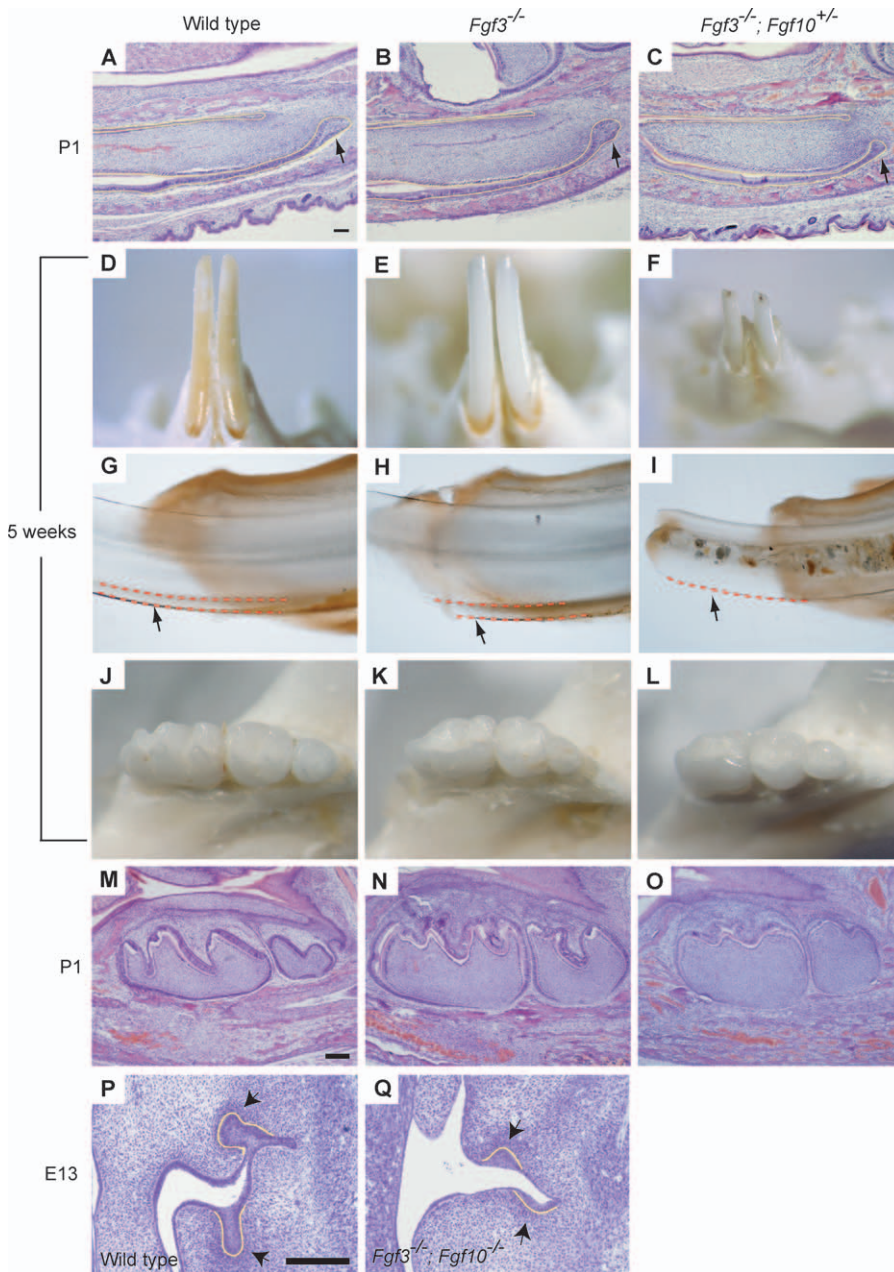 Wild type
Fgf3-/-
Fgf3-/-; Fgf10+/-
A
B
C
P1
D
E
F
G
H
I
5 weeks
J
K
L
M
N
O
P1
P
Q
E13
Wild type
Fgf3-/-; Fgf10-/-